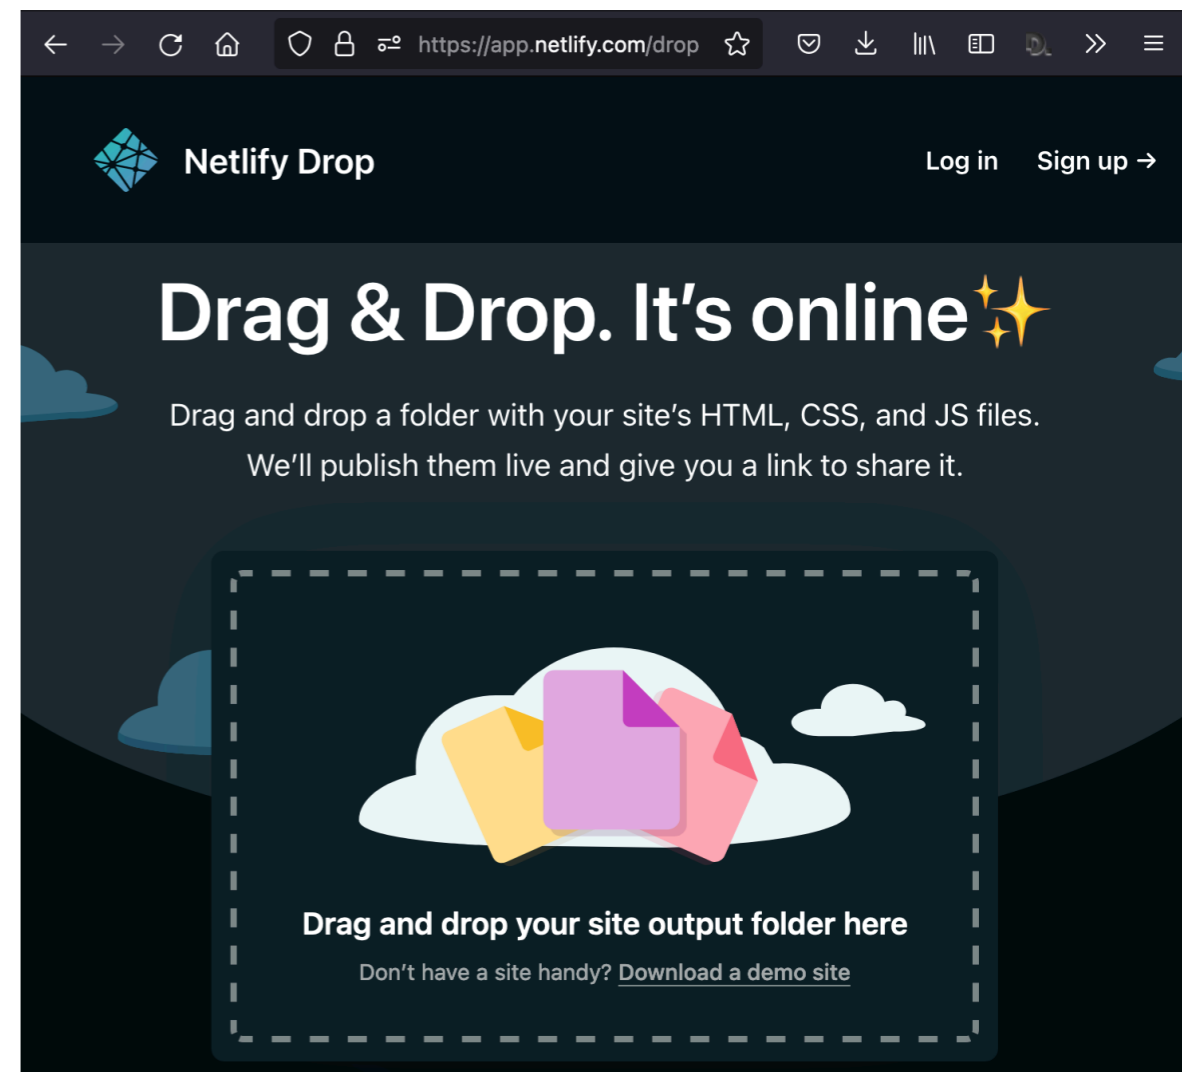 https://app.netlify.com/drop
Netlify Drop
Log in
Sign up →
Drag & Drop. It’s online✨
Drag and drop a folder with your site’s HTML, CSS, and JS files.
We’ll publish them live and give you a link to share it.
Drag and drop your site output folder here
Don’t have a site handy? Download a demo site